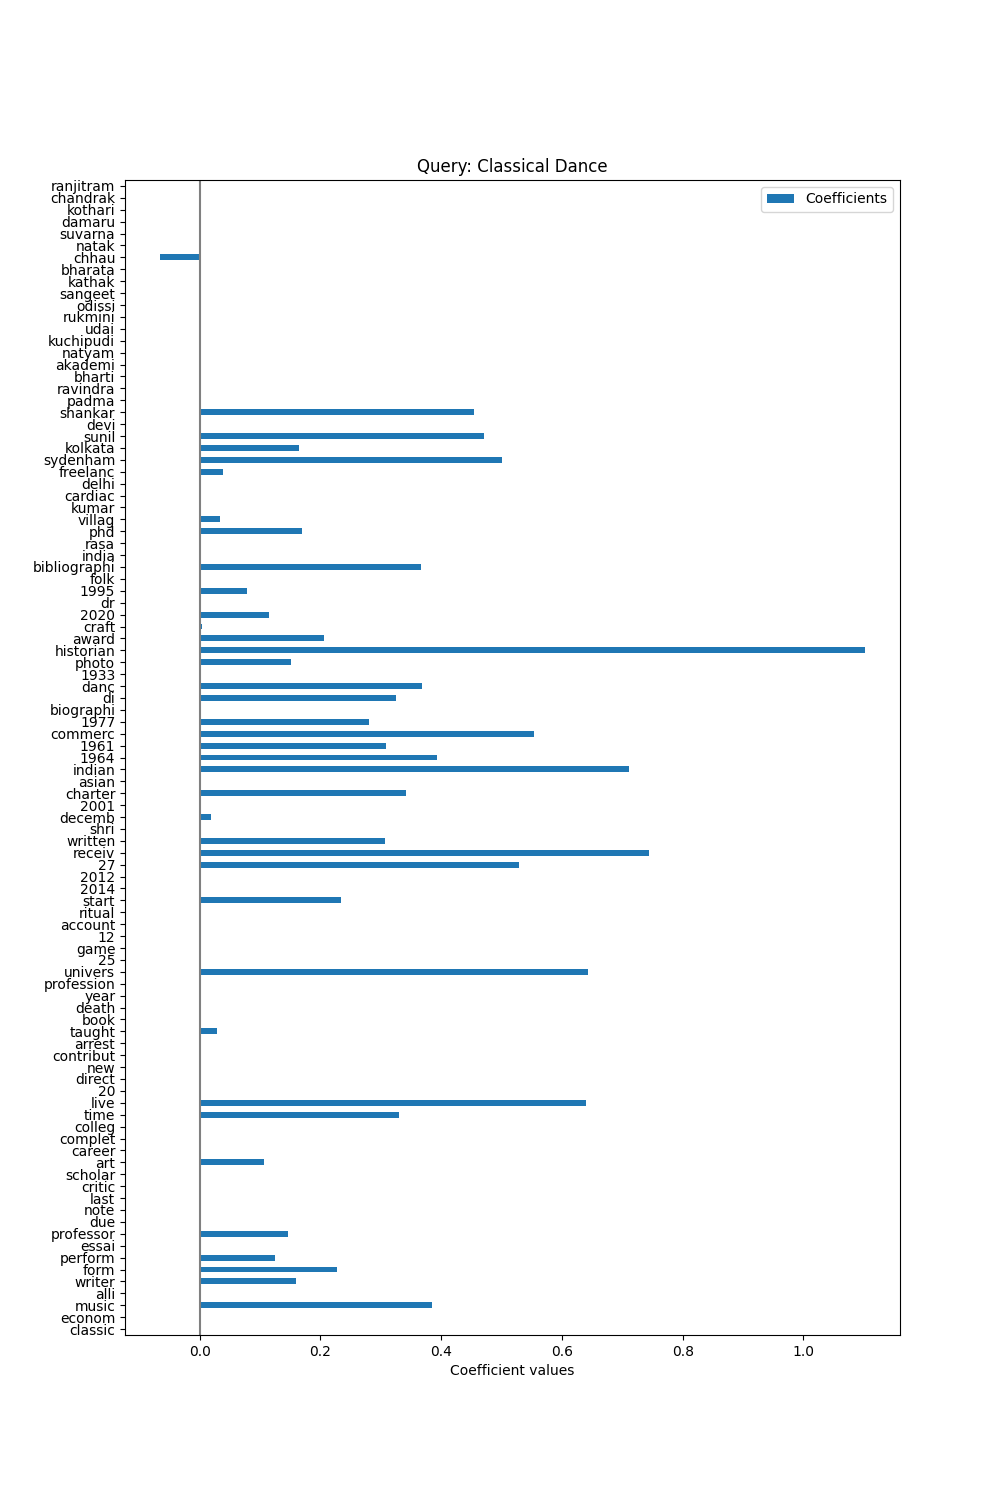 Query: Classical Dance
Coefficients
ranjitram
chandrak
kothari
damaru
suvarna
natak
chhau
bharata
kathak
sangeet
odissi
rukmini
udai
kuchipudi
natyam
akademi
bharti
ravindra
padma
shankar
devi
sunil
kolkata
sydenham
freelanc
delhi
cardiac
kumar
villag
phd
rasa
india
bibliographi
folk
1995
dr
2020
craft
award
historian
photo
1933
danc
di
biographi
1977
commerc
1961
1964
indian
asian
charter
2001
decemb
shri
written
receiv
27
2012
2014
start
ritual
account
12
game
25
univers
profession
year
death
book
taught
arrest
contribut
new
direct
20
live
time
colleg
complet
career
art
scholar
critic
last
note
due
professor
essai
perform
form
writer
alli
music
econom
classic
0.0 0.2 0.4 0.6 0.8 1.0
Coefficient values